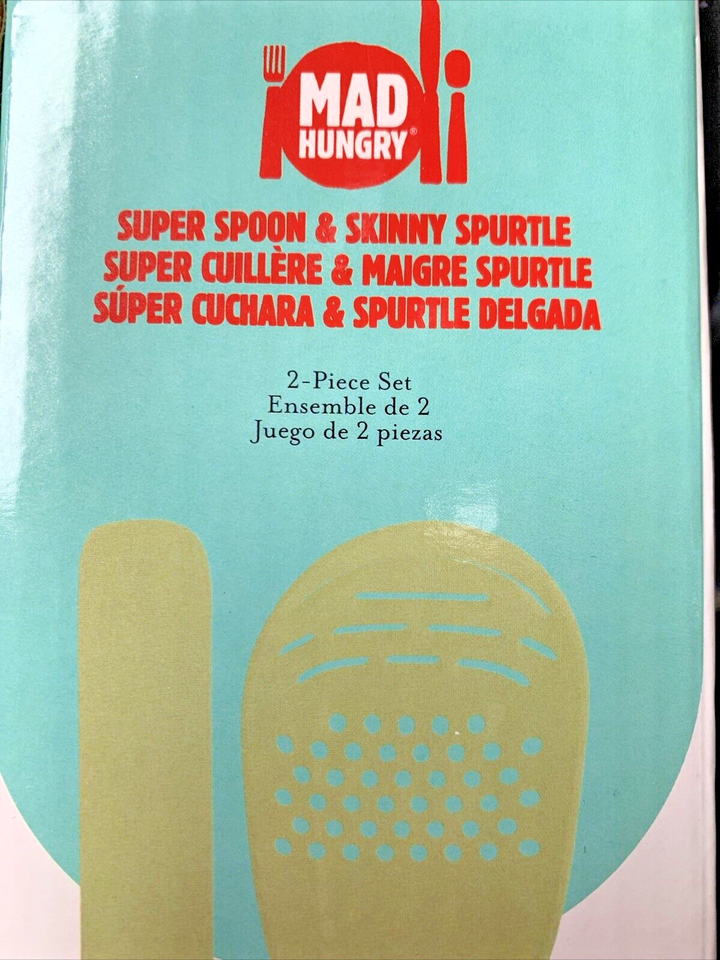 MAD
HUNGRY®
SUPER SPOON & SKINNY SPURTLE
SUPER CUILLÈRE & MAIGRE SPURTLE
SÚPER CUCHARA & SPURTLE DELGADA
2-Piece Set
Ensemble de 2
Juego de 2 piezas